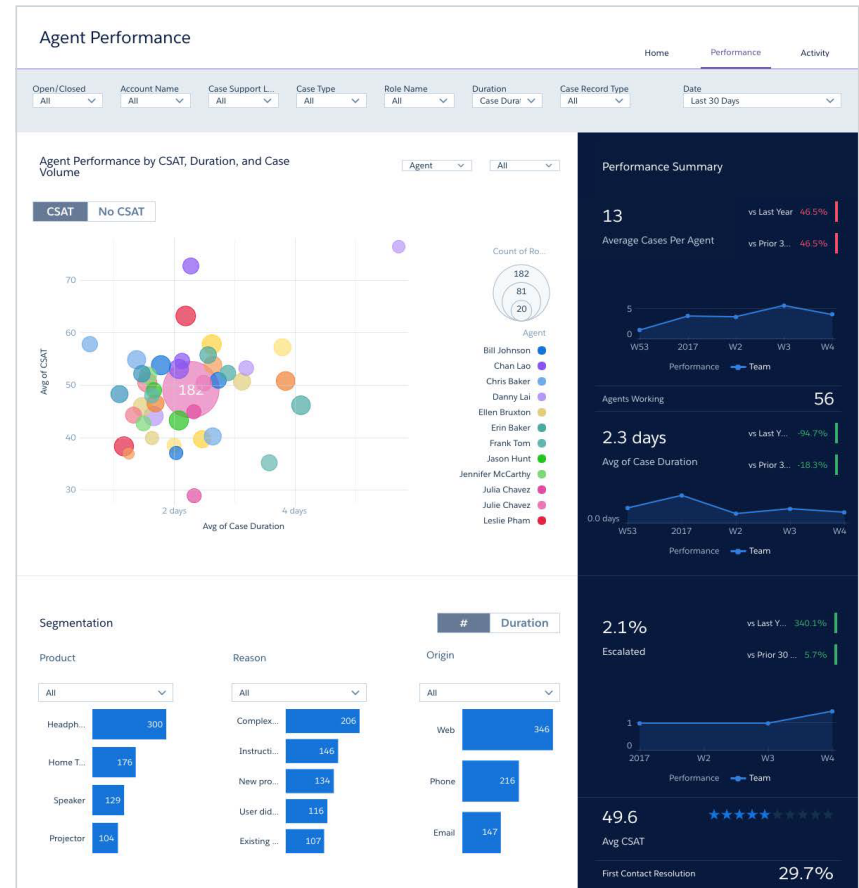 Agent Performance
Home Performance Activity
Open/Closed Account Name Case Support L... Case Type Role Name Duration Case Record Type Date
All All All All All Case Durat All Last 30 Days
Agent Performance by CSAT, Duration, and Case
Volume
Agent All
CSAT No CSAT
Count of Ro...
182
81
20
Agent
Bill Johnson
Chan Lao
Chris Baker
Danny Lai
Ellen Bruxton
Erin Baker
Frank Tom
Jason Hunt
Jennifer McCarthy
Julia Chavez
Julie Chavez
Leslie Pham
Avg of CSAT
70
60
50
40
30
182
2 days 4 days
Avg of Case Duration
Performance Summary
13
Average Cases Per Agent
vs Last Year 46.5%
vs Prior 3... 46.5%
5
0
W53 2017 W2 W3 W4
Performance Team
Agents Working 56
2.3 days
Avg of Case Duration
vs Last Y... -94.7%
vs Prior 3... -18.3%
0.0 days
W53 2017 W2 W3 W4
Performance Team
Segmentation
# Duration
Product
All
Headph... 300
Home T... 176
Speaker 129
Projector 104
Reason
All
Complex... 206
Instructi... 146
New pro... 134
User did... 116
Existing ... 107
Origin
All
Web 346
Phone 216
Email 147
2.1%
Escalated
vs Last Y... 340.1%
vs Prior 30 ... 5.7%
1
0
2017 W2 W3 W4
Performance Team
49.6
Avg CSAT
First Contact Resolution 29.7%